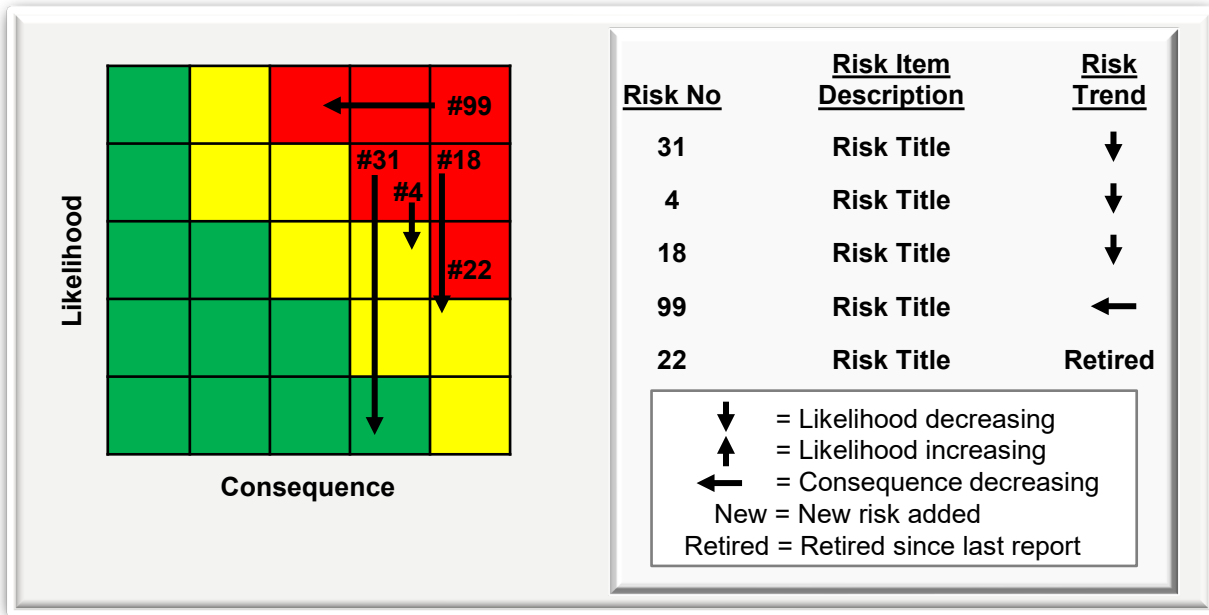 #99
#31
#18
#4
#22
Likelihood
Consequence
Risk No
Risk Item
Description
Risk
Trend
31 Risk Title
4 Risk Title
18 Risk Title
99 Risk Title
22 Risk Title Retired
= Likelihood decreasing
= Likelihood increasing
= Consequence decreasing
New = New risk added
Retired = Retired since last report